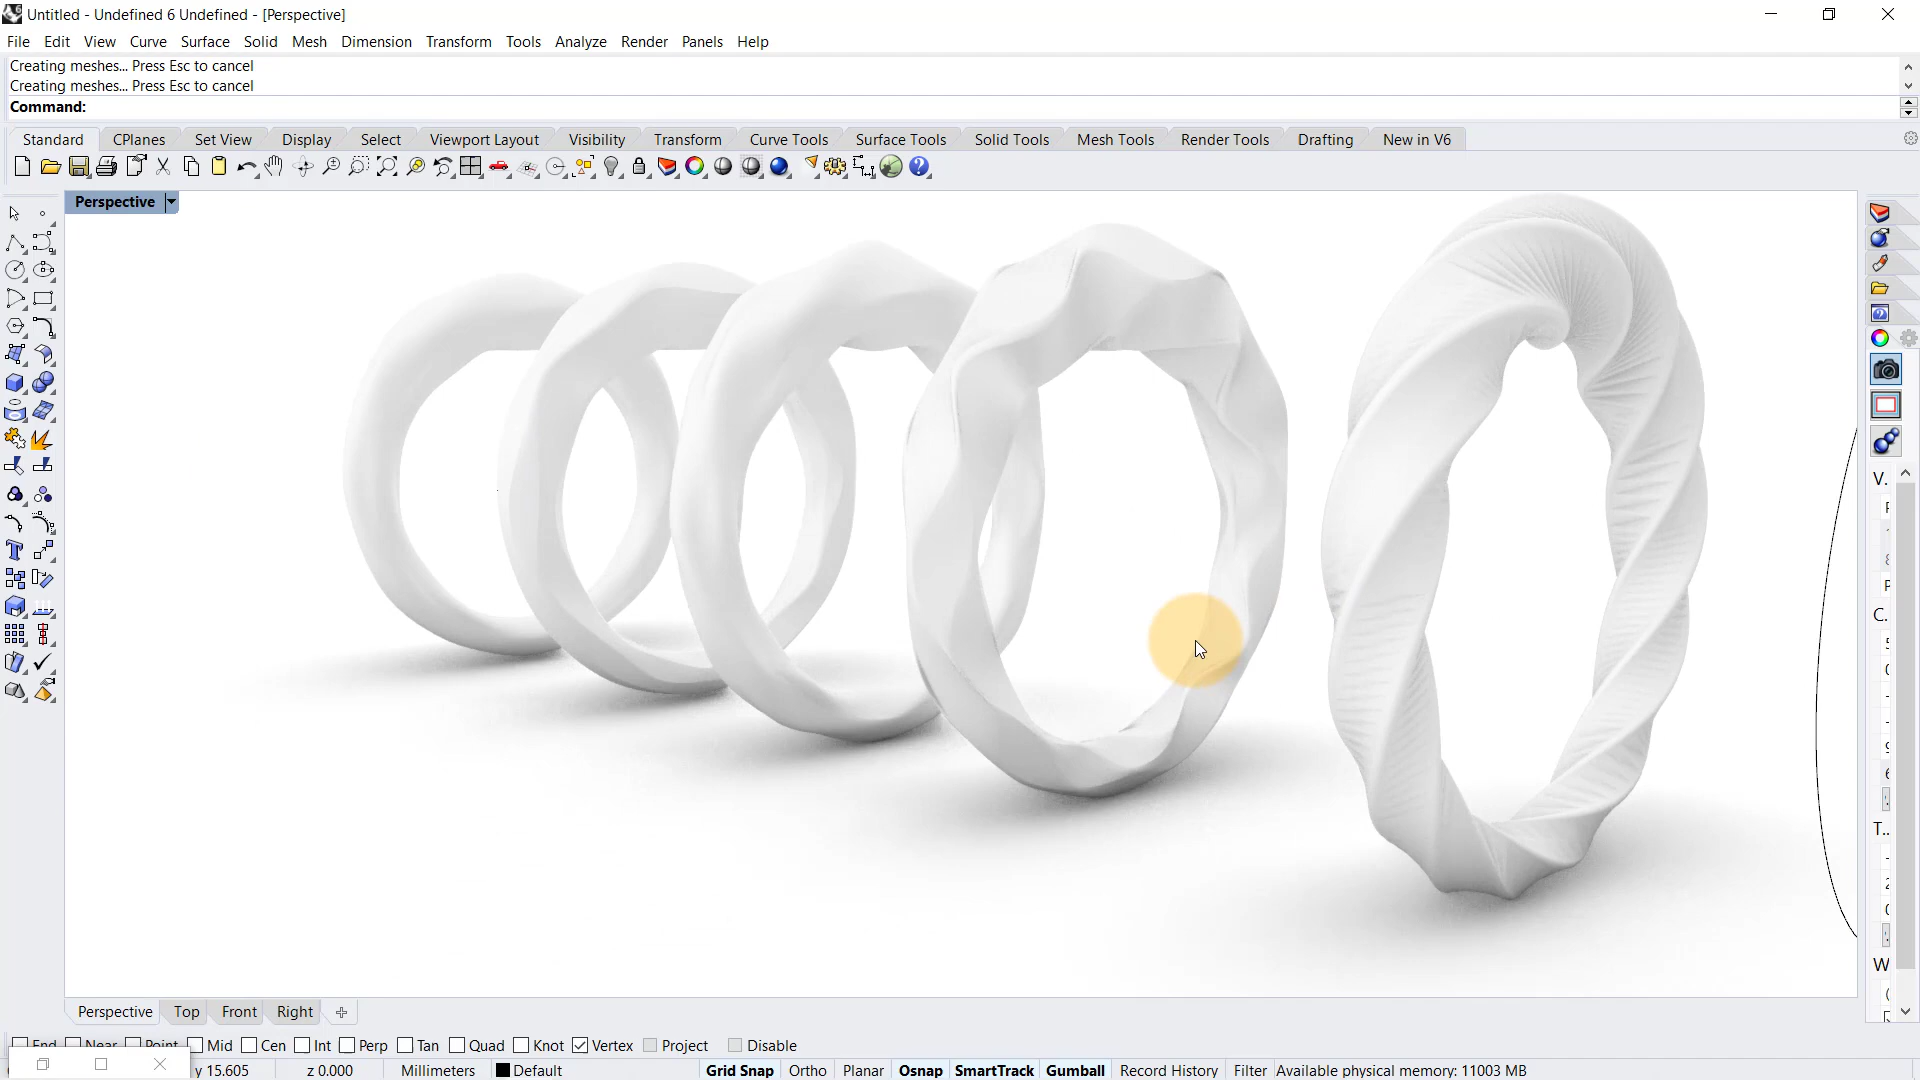 Untitled - Undefined 6 Undefined - [Perspective]
File Edit View Curve Surface Solid Mesh Dimension Transform Tools Analyze Render Panels Help
Creating meshes... Press Esc to cancel
Creating meshes... Press Esc to cancel
Command:
Standard CPlanes Set View Display Select Viewport Layout Visibility Transform Curve Tools Surface Tools Solid Tools Mesh Tools Render Tools Drafting New in V6
Perspective
V.
C.
T...
W
Perspective Top Front Right
End Near Point Mid Cen Int Perp Tan Quad Knot Vertex Project Disable
y 15.605 z 0.000 Millimeters Default Grid Snap Ortho Planar Osnap SmartTrack Gumball Record History Filter Available physical memory: 11003 MB